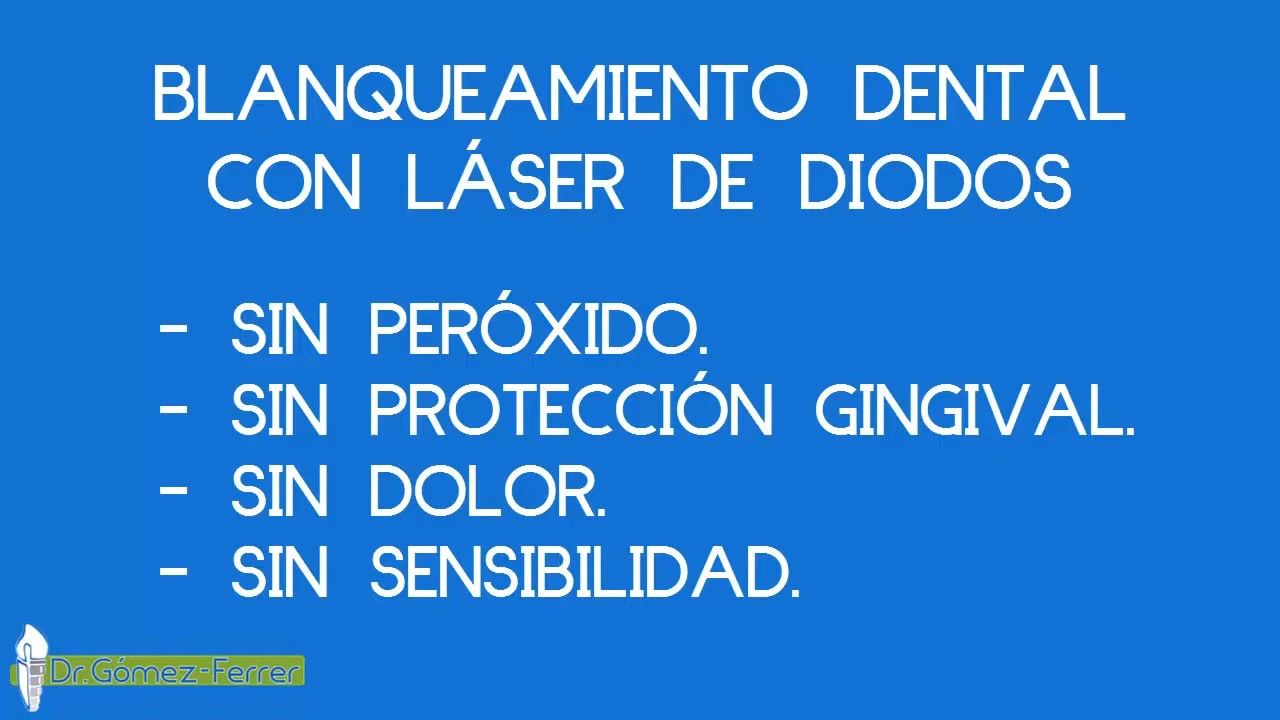 BLANQUEAMIENTO DENTAL
CON LÁSER DE DIODOS
- SIN PERÓXIDO.
- SIN PROTECCIÓN GINGIVAL.
- SIN DOLOR.
- SIN SENSIBILIDAD.
Dr.Gómez-Ferrer